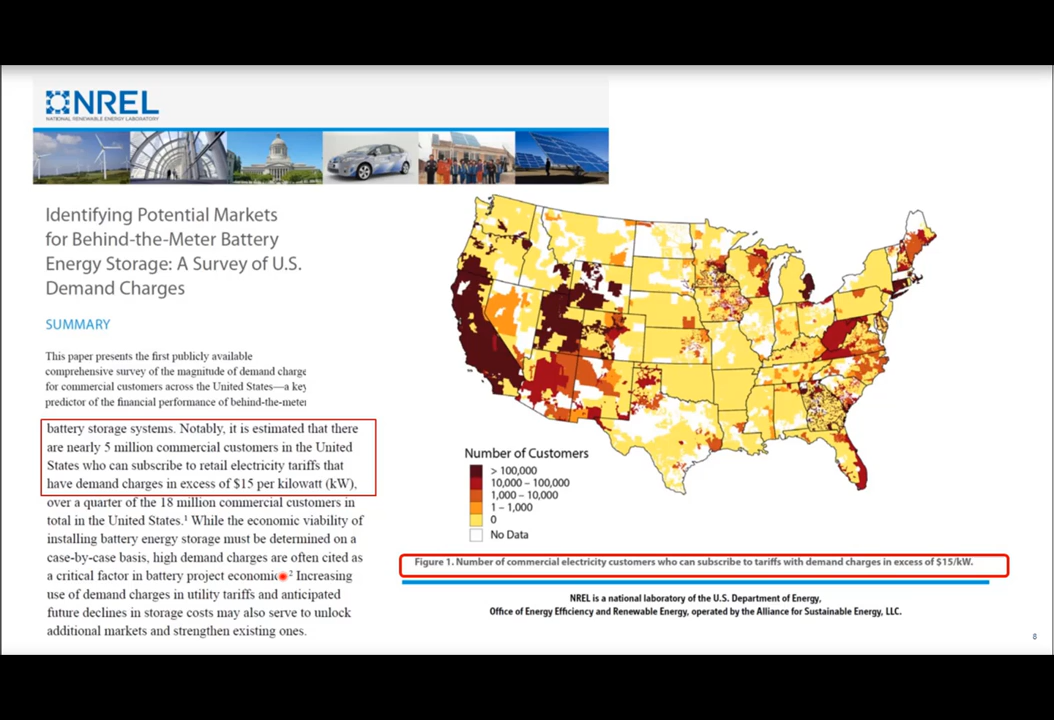 NREL
NATIONAL RENEWABLE ENERGY LABORATORY
Identifying Potential Markets
for Behind-the-Meter Battery
Energy Storage: A Survey of U.S.
Demand Charges
SUMMARY
This paper presents the first publicly available
comprehensive survey of the magnitude of demand charge
for commercial customers across the United States—a key
predictor of the financial performance of behind-the-meter
battery storage systems. Notably, it is estimated that there
are nearly 5 million commercial customers in the United
States who can subscribe to retail electricity tariffs that
have demand charges in excess of $15 per kilowatt (kW),
over a quarter of the 18 million commercial customers in
total in the United States.¹ While the economic viability of
installing battery energy storage must be determined on a
case-by-case basis, high demand charges are often cited as
a critical factor in battery project economic ² Increasing
use of demand charges in utility tariffs and anticipated
future declines in storage costs may also serve to unlock
additional markets and strengthen existing ones.
Number of Customers
> 100,000
10,000 – 100,000
1,000 – 10,000
1 – 1,000
0
No Data
Figure 1. Number of commercial electricity customers who can subscribe to tariffs with demand charges in excess of $15/kW.
NREL is a national laboratory of the U.S. Department of Energy,
Office of Energy Efficiency and Renewable Energy, operated by the Alliance for Sustainable Energy, LLC.
8